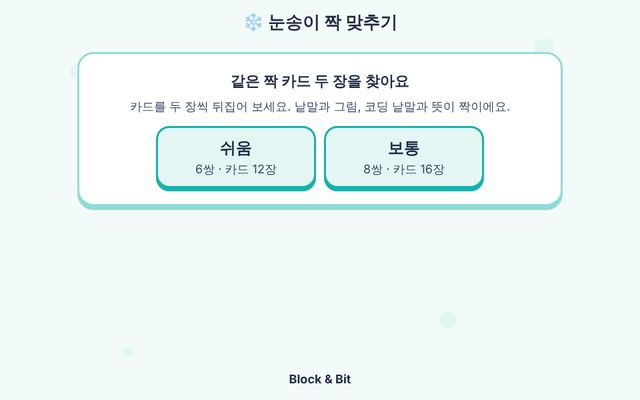 눈송이 짝 맞추기
같은 짝 카드 두 장을 찾아요
카드를 두 장씩 뒤집어 보세요. 낱말과 그림, 코딩 낱말과 뜻이 짝이에요.
쉬움
6쌍 · 카드 12장
보통
8쌍 · 카드 16장
Block & Bit